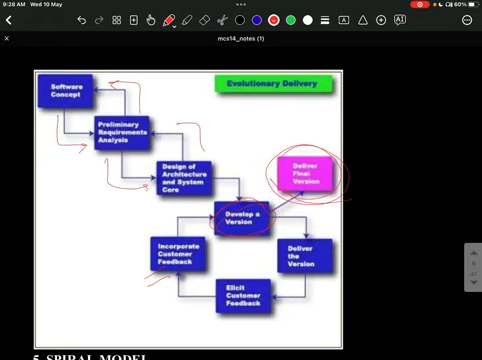 9:28 AM Wed 10 May
60%
mcs14_notes (1)
Evolutionary Delivery
Software
Concept
Preliminary
Requirements
Analysis
Design of
Architecture
and System
Core
Deliver
Final
Version
Develop a
Version
Incorporate
Customer
Feedback
Deliver
the
Version
Elicit
Customer
Feedback
5. SPIRAL MODEL